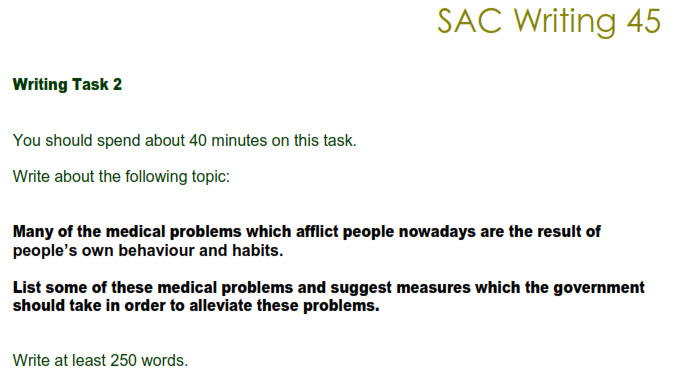 SAC Writing 45
Writing Task 2
You should spend about 40 minutes on this task.
Write about the following topic:
Many of the medical problems which afflict people nowadays are the result of
people’s own behaviour and habits.
List some of these medical problems and suggest measures which the government
should take in order to alleviate these problems.
Write at least 250 words.